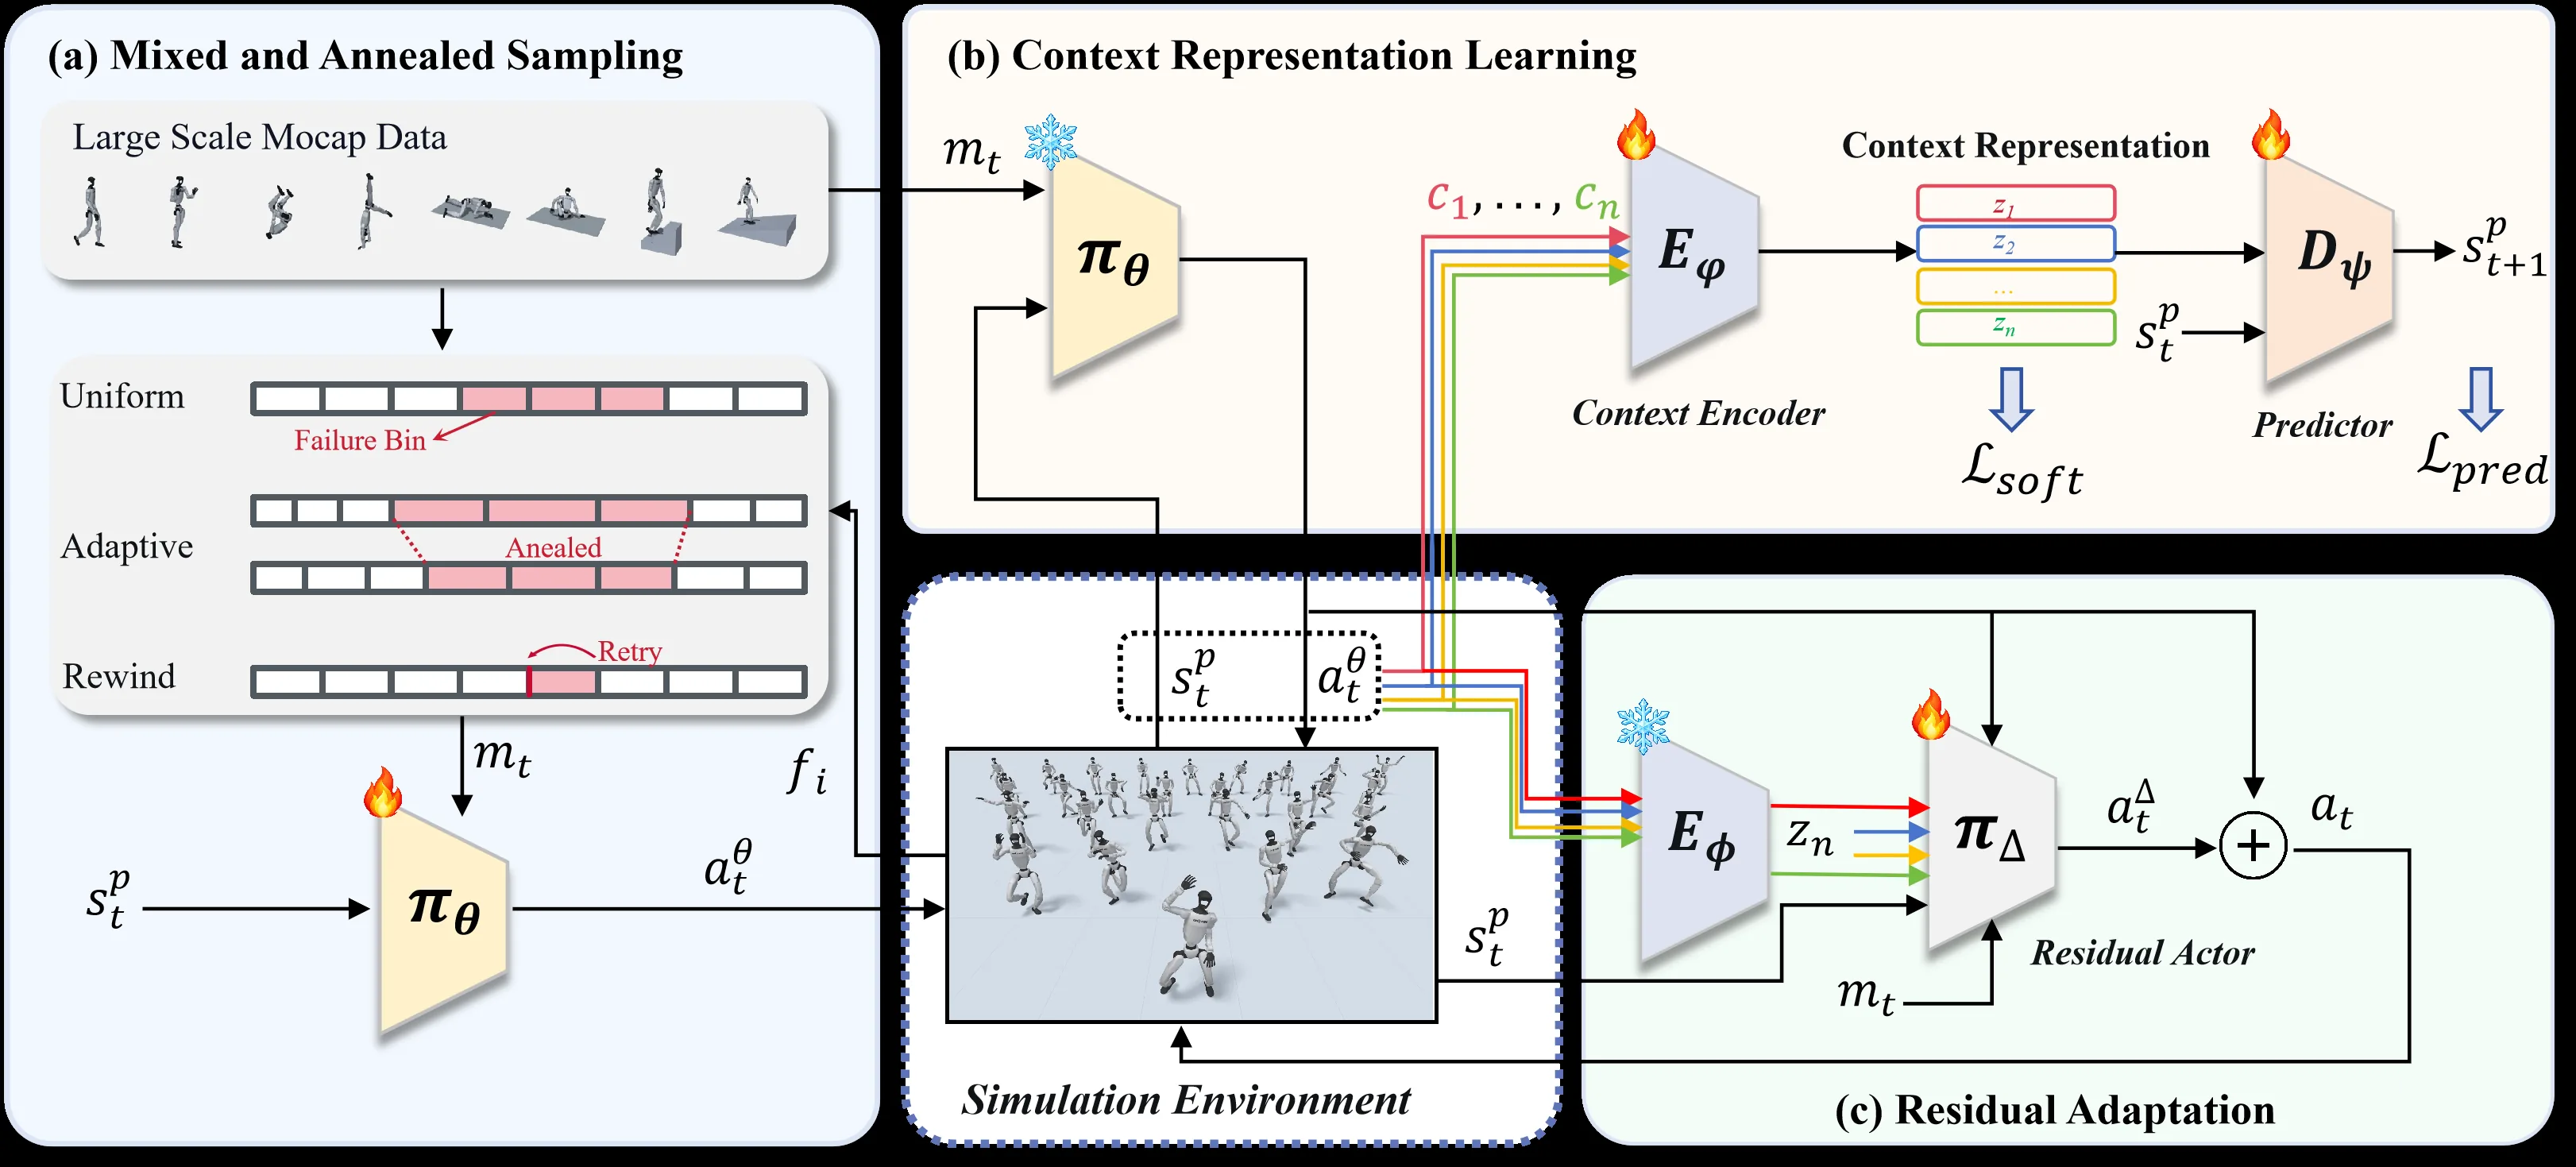 (a) Mixed and Annealed Sampling
Large Scale Mocap Data
Uniform
Failure Bin
Adaptive
Anealed
Rewind
Retry
m_t
f_i
s_t^p
π_θ
a_t^θ
(b) Context Representation Learning
m_t
π_θ
c_1, ..., c_n
E_φ
Context Encoder
Context Representation
z_1
z_2
...
z_n
s_t^p
D_ψ
Predictor
s_{t+1}^p
ℒ_soft
ℒ_pred
s_t^p
a_t^θ
s_t^p
Simulation Environment
E_ϕ
z_n
π_Δ
m_t
Residual Actor
a_t^Δ
+
a_t
(c) Residual Adaptation